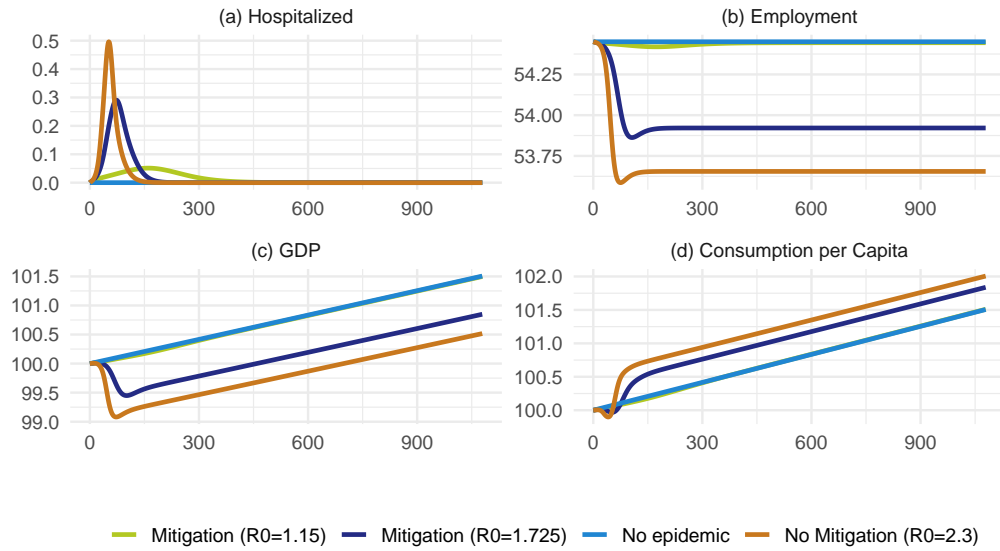 (a) Hospitalized
0.5
0.4
0.3
0.2
0.1
0.0
0 300 600 900
(b) Employment
54.25
54.00
53.75
0 300 600 900
(c) GDP
101.5
101.0
100.5
100.0
99.5
99.0
0 300 600 900
(d) Consumption per Capita
102.0
101.5
101.0
100.5
100.0
0 300 600 900
Mitigation (R0=1.15) Mitigation (R0=1.725) No epidemic No Mitigation (R0=2.3)